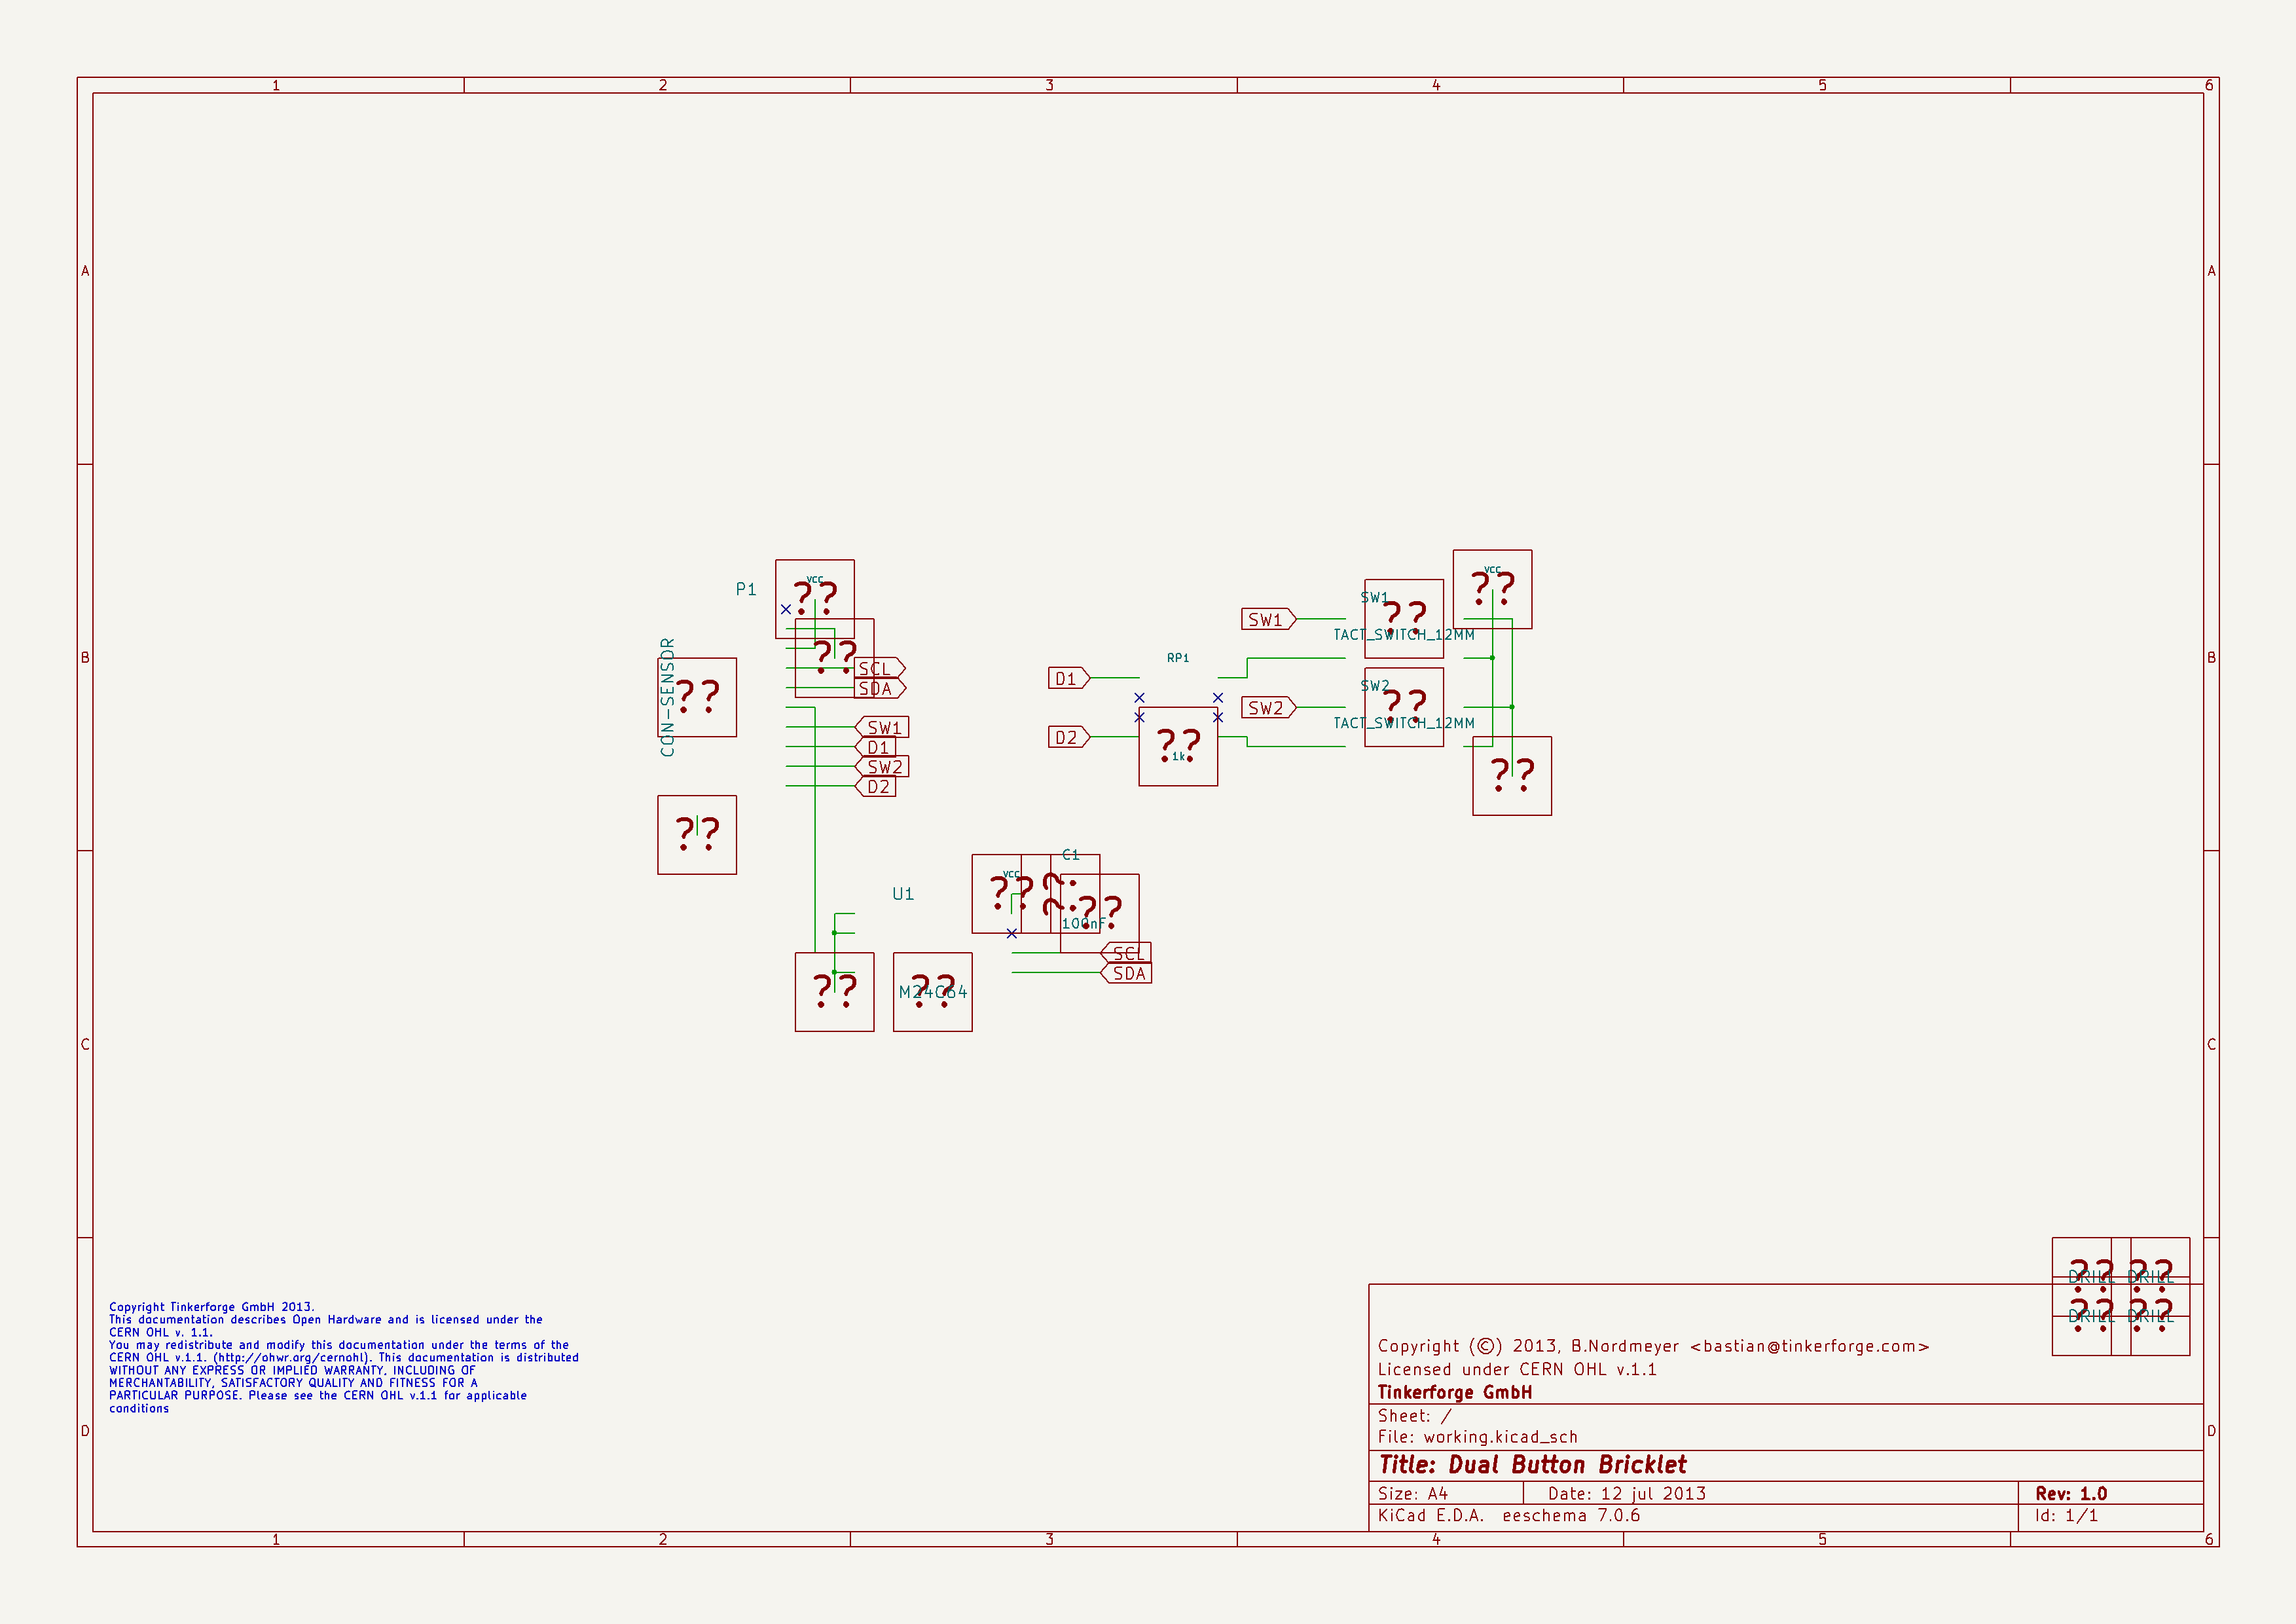 1 2 3 4 5 6
A A
B B
C C
D D
P1
VCC
??
??
CON-SENSOR
??
SCL
SDA
SW1
D1
SW2
D2
??
U1
??
M24C64
??
VCC
??
C1
??
100nF
??
SCL
SDA
RP1
D1
D2
??
1k
SW1
SW2
SW1
??
TACT_SWITCH_12MM
SW2
??
TACT_SWITCH_12MM
VCC
??
??
?? ??
DRILL DRILL
?? ??
DRILL DRILL
Copyright Tinkerforge GmbH 2013.
This documentation describes Open Hardware and is licensed under the
CERN OHL v. 1.1.
You may redistribute and modify this documentation under the terms of the
CERN OHL v.1.1. (http://ohwr.org/cernohl). This documentation is distributed
WITHOUT ANY EXPRESS OR IMPLIED WARRANTY, INCLUDING OF
MERCHANTABILITY, SATISFACTORY QUALITY AND FITNESS FOR A
PARTICULAR PURPOSE. Please see the CERN OHL v.1.1 for applicable
conditions
Copyright (©) 2013, B.Nordmeyer <bastian@tinkerforge.com>
Licensed under CERN OHL v.1.1
Tinkerforge GmbH
Sheet: /
File: working.kicad_sch
Title: Dual Button Bricklet
Size: A4 Date: 12 jul 2013 Rev: 1.0
KiCad E.D.A. eeschema 7.0.6 Id: 1/1
1 2 3 4 5 6